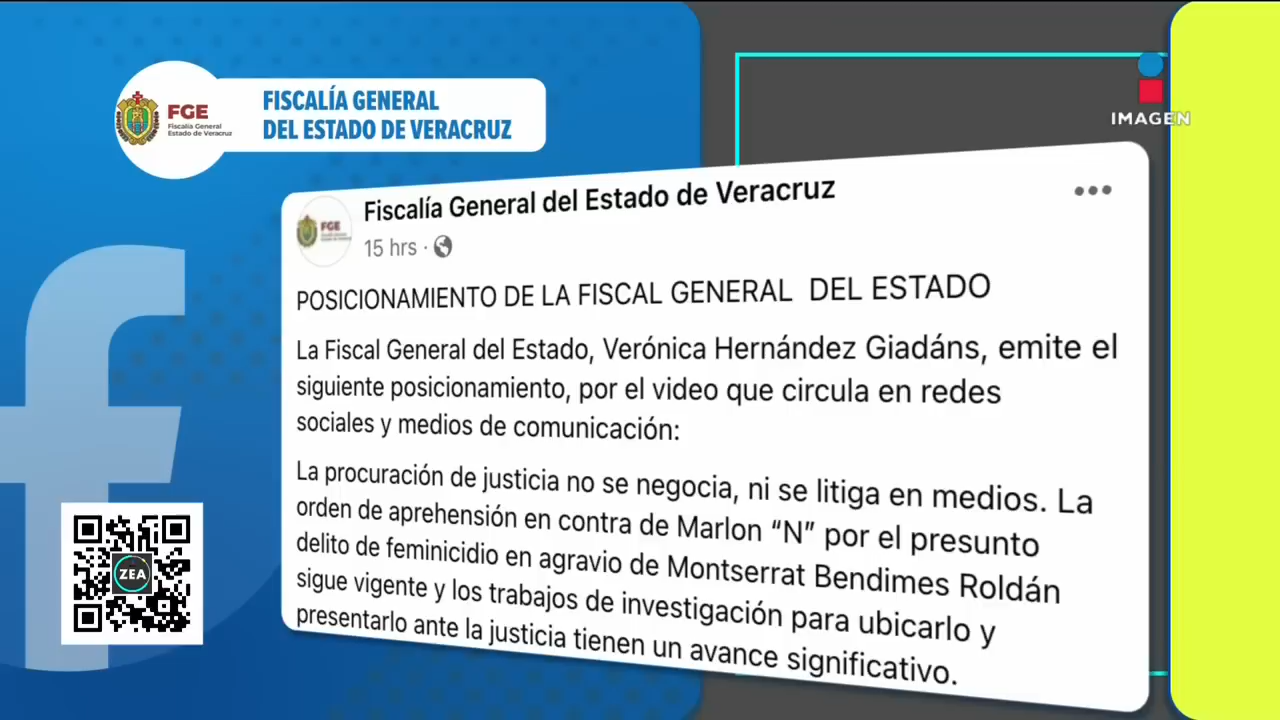 FGE
Fiscalía General
Estado de Veracruz
FISCALÍA GENERAL
DEL ESTADO DE VERACRUZ
IMAGEN
FGE
Fiscalía General del Estado de Veracruz
15 hrs ·
POSICIONAMIENTO DE LA FISCAL GENERAL DEL ESTADO
La Fiscal General del Estado, Verónica Hernández Giadáns, emite el
siguiente posicionamiento, por el video que circula en redes
sociales y medios de comunicación:
La procuración de justicia no se negocia, ni se litiga en medios. La
orden de aprehensión en contra de Marlon “N” por el presunto
delito de feminicidio en agravio de Montserrat Bendimes Roldán
sigue vigente y los trabajos de investigación para ubicarlo y
presentarlo ante la justicia tienen un avance significativo.
ZEA